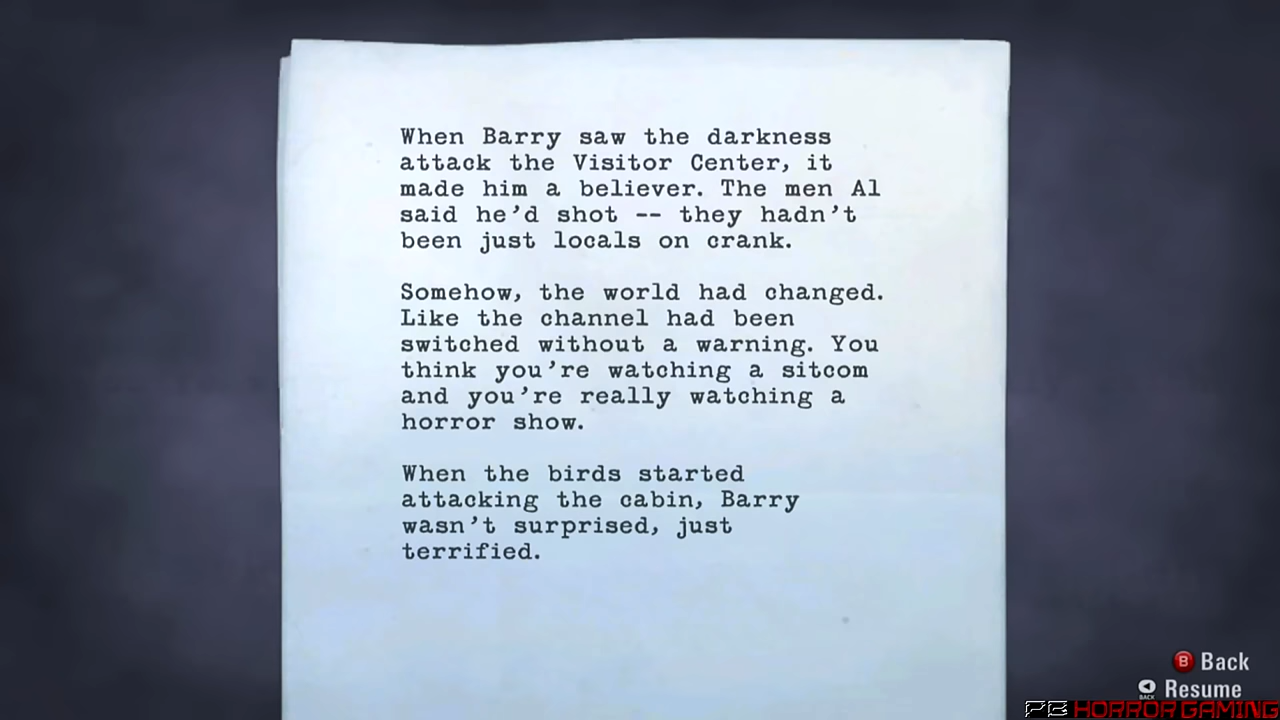 When Barry saw the darkness
attack the Visitor Center, it
made him a believer. The men Al
said he'd shot -- they hadn't
been just locals on crank.
Somehow, the world had changed.
Like the channel had been
switched without a warning. You
think you're watching a sitcom
and you're really watching a
horror show.
When the birds started
attacking the cabin, Barry
wasn't surprised, just
terrified.
B Back
BACK Resume
HORROR GAMING